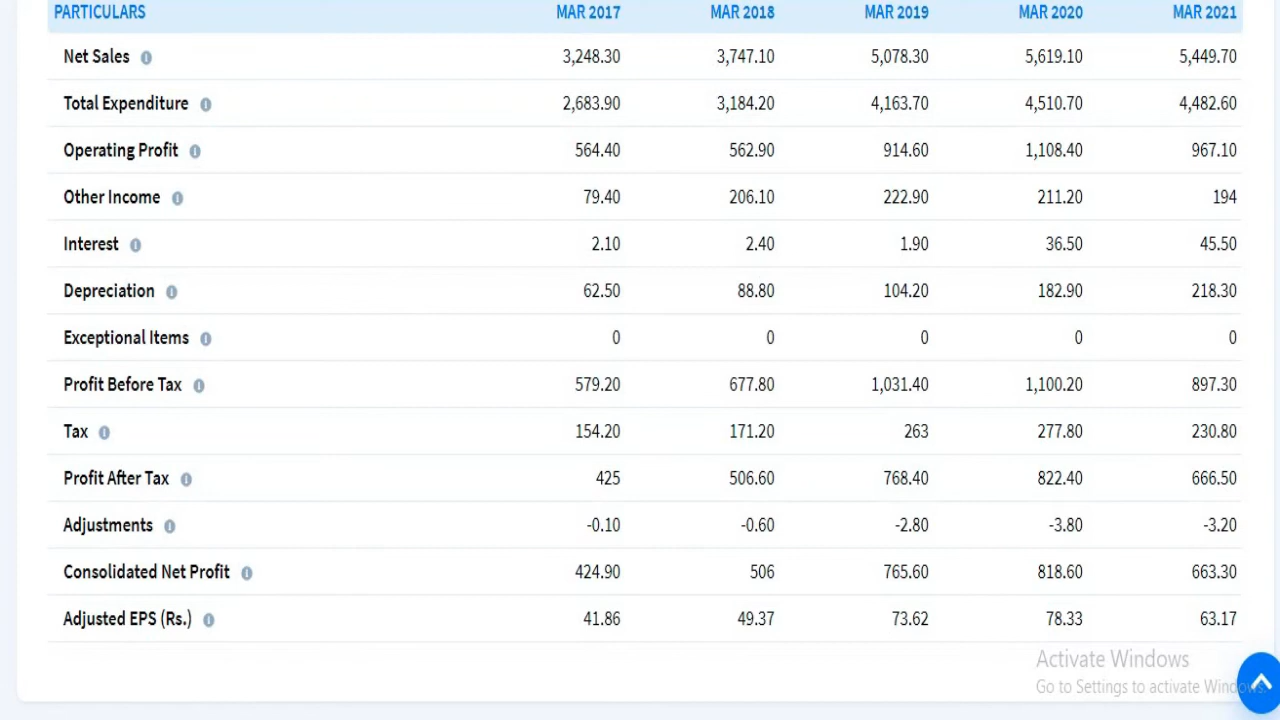 PARTICULARS MAR 2017 MAR 2018 MAR 2019 MAR 2020 MAR 2021
Net Sales 3,248.30 3,747.10 5,078.30 5,619.10 5,449.70
Total Expenditure 2,683.90 3,184.20 4,163.70 4,510.70 4,482.60
Operating Profit 564.40 562.90 914.60 1,108.40 967.10
Other Income 79.40 206.10 222.90 211.20 194
Interest 2.10 2.40 1.90 36.50 45.50
Depreciation 62.50 88.80 104.20 182.90 218.30
Exceptional Items 0 0 0 0 0
Profit Before Tax 579.20 677.80 1,031.40 1,100.20 897.30
Tax 154.20 171.20 263 277.80 230.80
Profit After Tax 425 506.60 768.40 822.40 666.50
Adjustments -0.10 -0.60 -2.80 -3.80 -3.20
Consolidated Net Profit 424.90 506 765.60 818.60 663.30
Adjusted EPS (Rs.) 41.86 49.37 73.62 78.33 63.17
Activate Windows
Go to Settings to activate Windows.